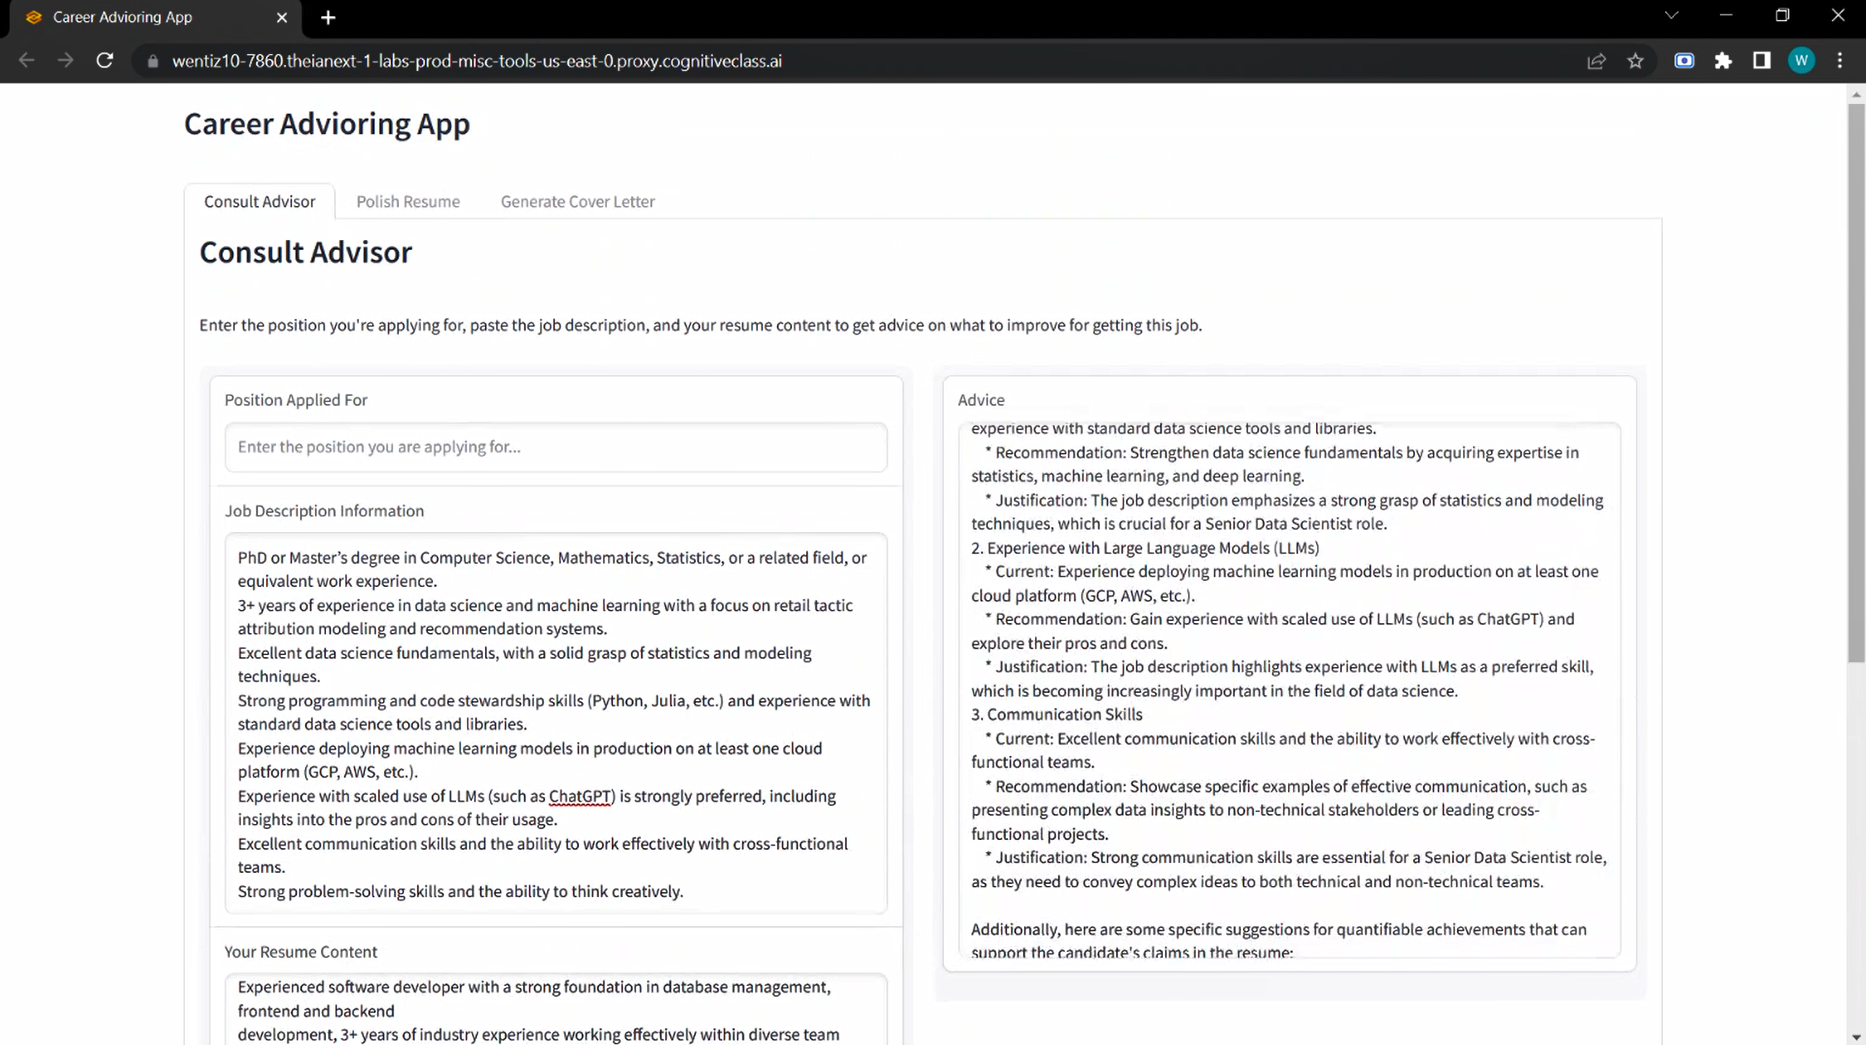 Career Advioring App
wentiz10-7860.theianext-1-labs-prod-misc-tools-us-east-0.proxy.cognitiveclass.ai
W
Career Advioring App
Consult Advisor
Polish Resume
Generate Cover Letter
Consult Advisor
Enter the position you're applying for, paste the job description, and your resume content to get advice on what to improve for getting this job.
Position Applied For
Enter the position you are applying for...
Job Description Information
PhD or Master’s degree in Computer Science, Mathematics, Statistics, or a related field, or
equivalent work experience.
3+ years of experience in data science and machine learning with a focus on retail tactic
attribution modeling and recommendation systems.
Excellent data science fundamentals, with a solid grasp of statistics and modeling
techniques.
Strong programming and code stewardship skills (Python, Julia, etc.) and experience with
standard data science tools and libraries.
Experience deploying machine learning models in production on at least one cloud
platform (GCP, AWS, etc.).
Experience with scaled use of LLMs (such as ChatGPT) is strongly preferred, including
insights into the pros and cons of their usage.
Excellent communication skills and the ability to work effectively with cross-functional
teams.
Strong problem-solving skills and the ability to think creatively.
Your Resume Content
Experienced software developer with a strong foundation in database management,
frontend and backend
development, 3+ years of industry experience working effectively within diverse team
Advice
experience with standard data science tools and libraries.
* Recommendation: Strengthen data science fundamentals by acquiring expertise in
statistics, machine learning, and deep learning.
* Justification: The job description emphasizes a strong grasp of statistics and modeling
techniques, which is crucial for a Senior Data Scientist role.
2. Experience with Large Language Models (LLMs)
* Current: Experience deploying machine learning models in production on at least one
cloud platform (GCP, AWS, etc.).
* Recommendation: Gain experience with scaled use of LLMs (such as ChatGPT) and
explore their pros and cons.
* Justification: The job description highlights experience with LLMs as a preferred skill,
which is becoming increasingly important in the field of data science.
3. Communication Skills
* Current: Excellent communication skills and the ability to work effectively with cross-
functional teams.
* Recommendation: Showcase specific examples of effective communication, such as
presenting complex data insights to non-technical stakeholders or leading cross-
functional projects.
* Justification: Strong communication skills are essential for a Senior Data Scientist role,
as they need to convey complex ideas to both technical and non-technical teams.
Additionally, here are some specific suggestions for quantifiable achievements that can
support the candidate's claims in the resume: